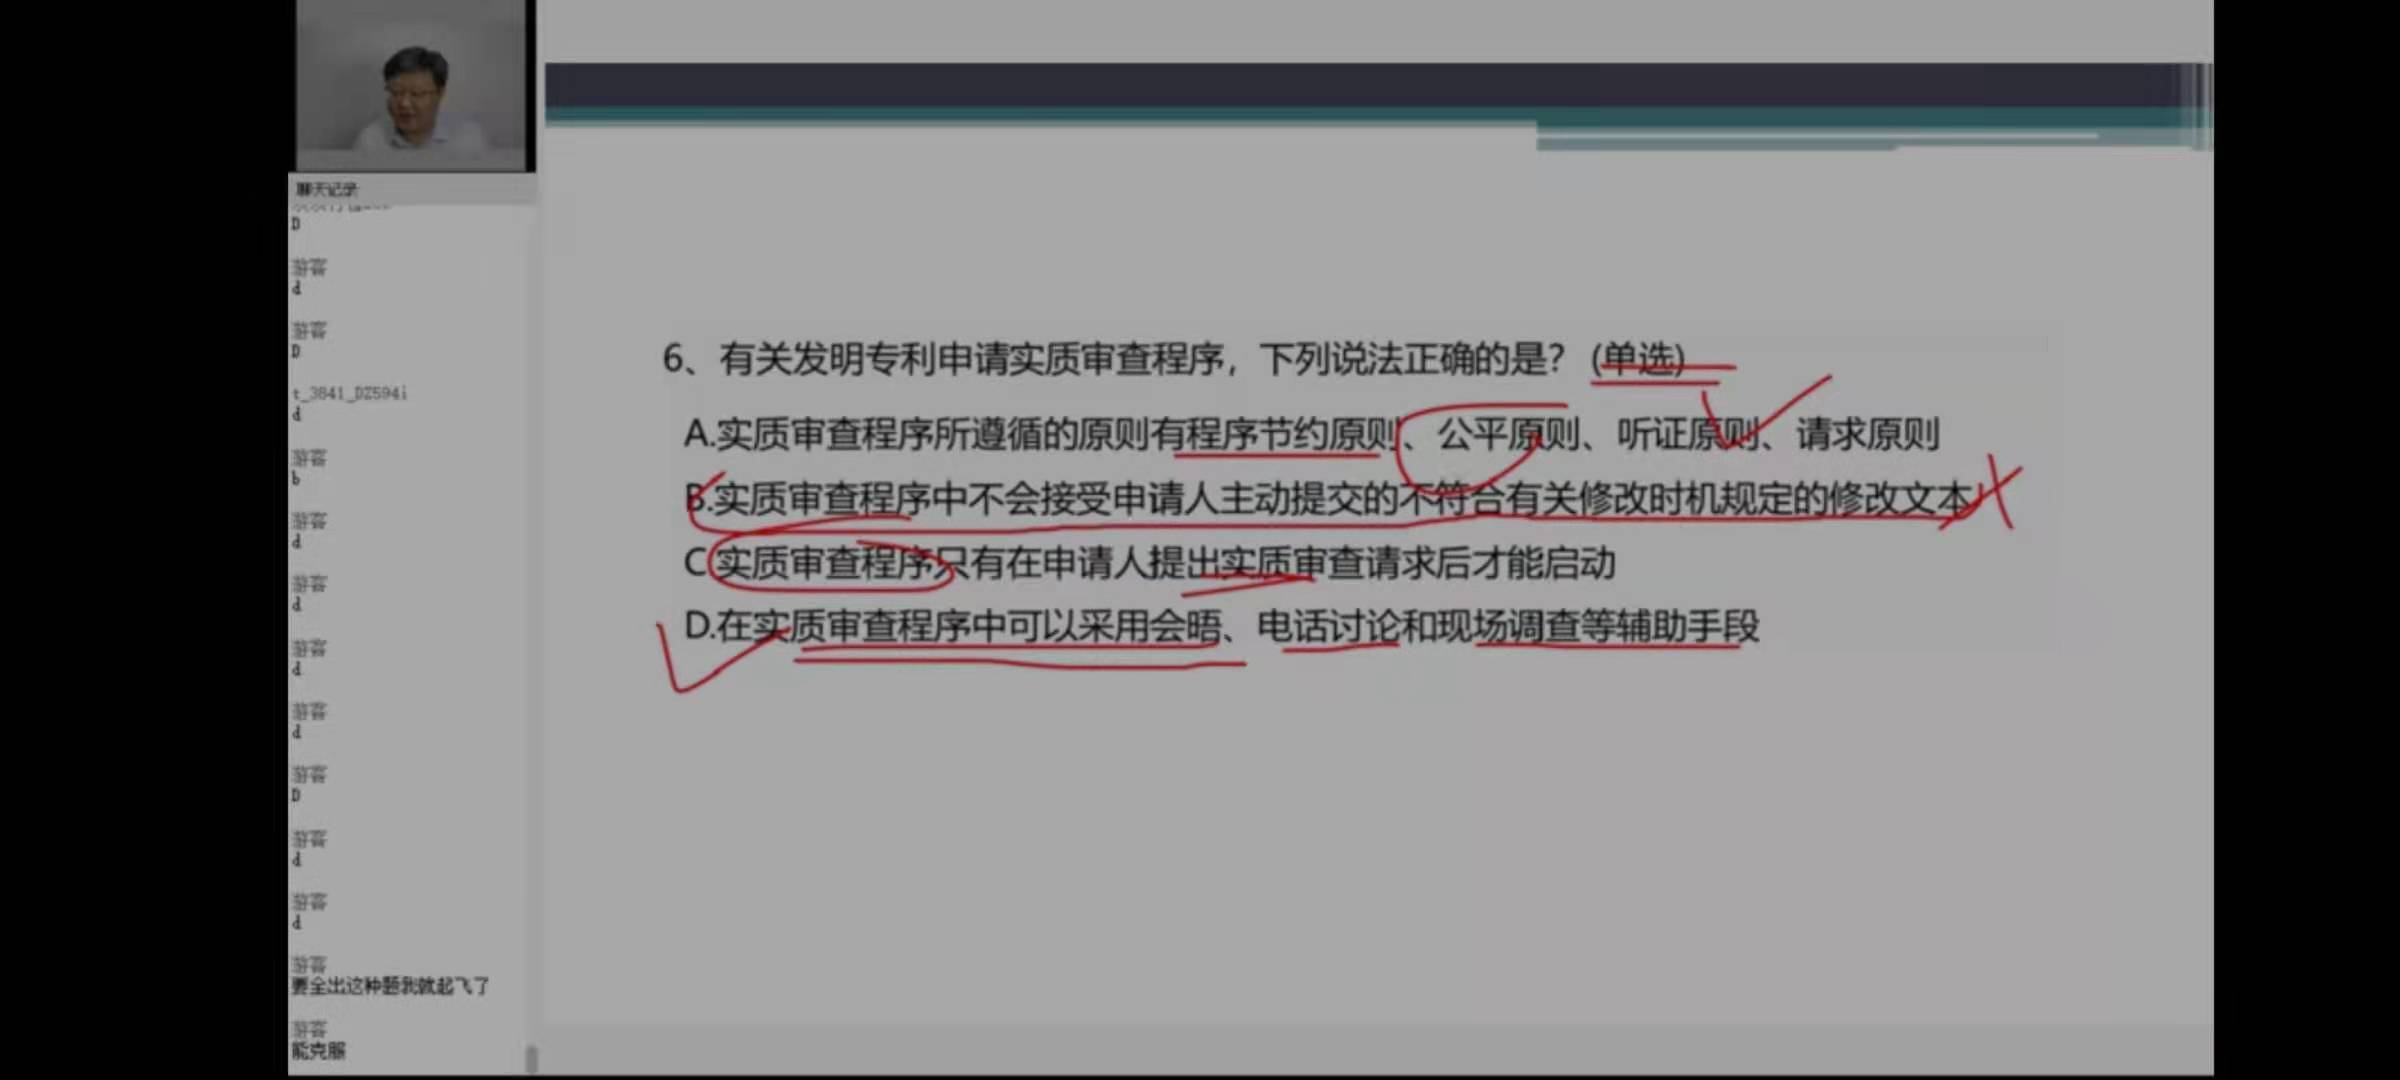 聊天记录
D
游客
d
游客
D
t_3841_DZ594i
d
游客
b
游客
d
游客
d
游客
d
游客
d
游客
D
游客
d
游客
d
游客
要全出这种题我就起飞了
游客
能克服
6、有关发明专利申请实质审查程序，下列说法正确的是？(单选)
A.实质审查程序所遵循的原则有程序节约原则、公平原则、听证原则、请求原则
B.实质审查程序中不会接受申请人主动提交的不符合有关修改时机规定的修改文本
C实质审查程序只有在申请人提出实质审查请求后才能启动
D.在实质审查程序中可以采用会晤、电话讨论和现场调查等辅助手段